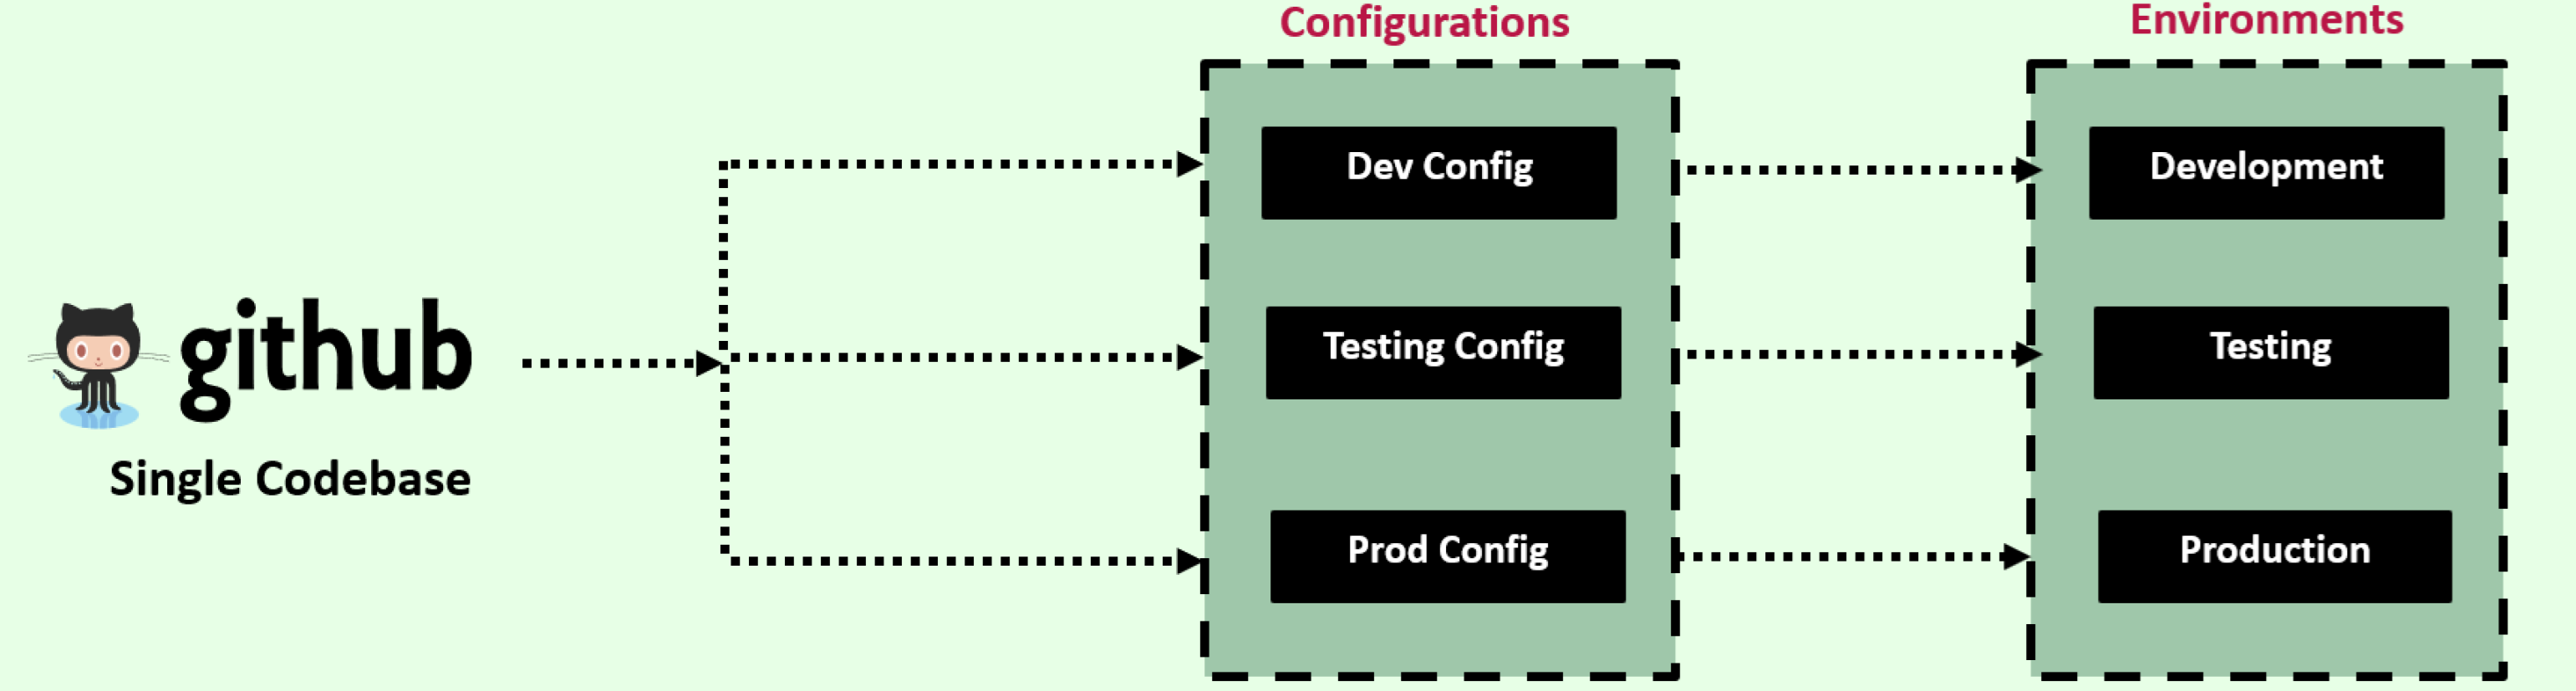 Configurations
Environments
Dev Config
Development
github
Testing Config
Testing
Single Codebase
Prod Config
Production